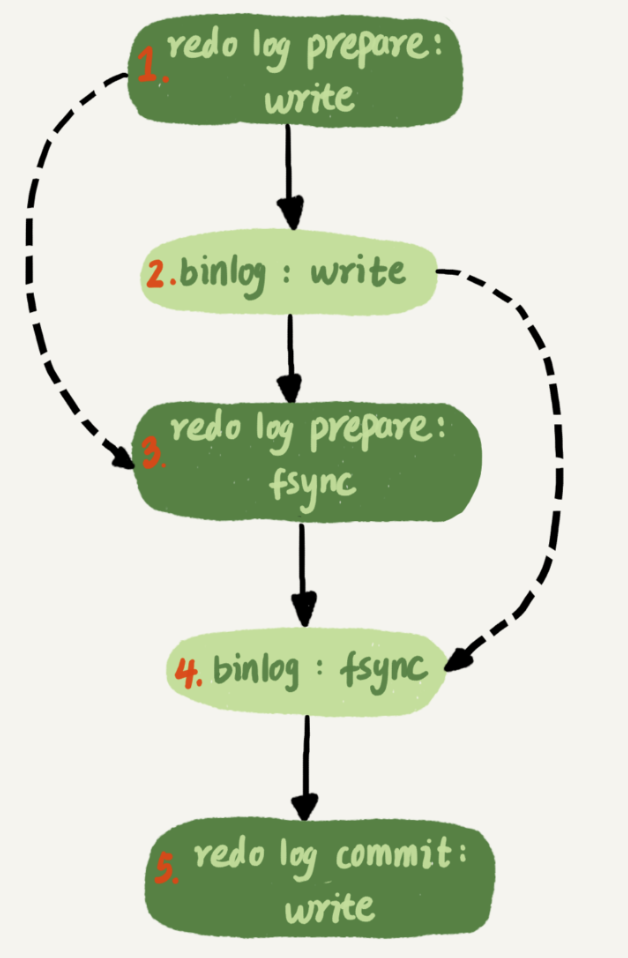 1. redo log prepare:
write
2. binlog : write
3. redo log prepare:
fsync
4. binlog : fsync
5. redo log commit:
write